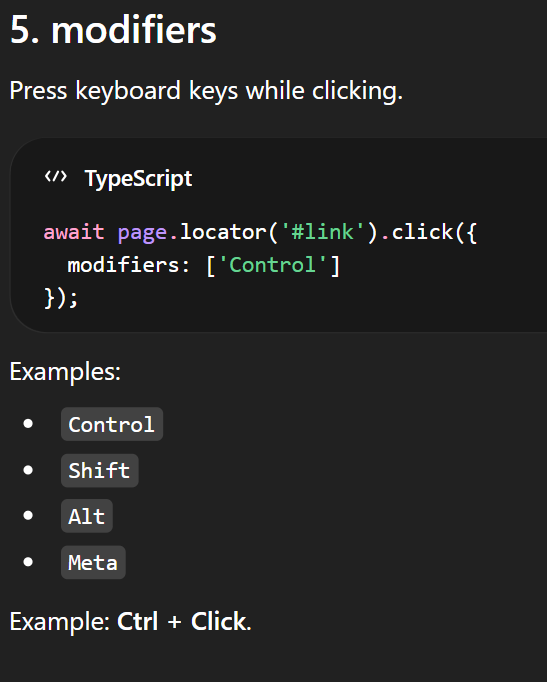 5. modifiers
Press keyboard keys while clicking.
</> TypeScript
await page.locator('#link').click({
  modifiers: ['Control']
});
Examples:
• Control
• Shift
• Alt
• Meta
Example: Ctrl + Click.